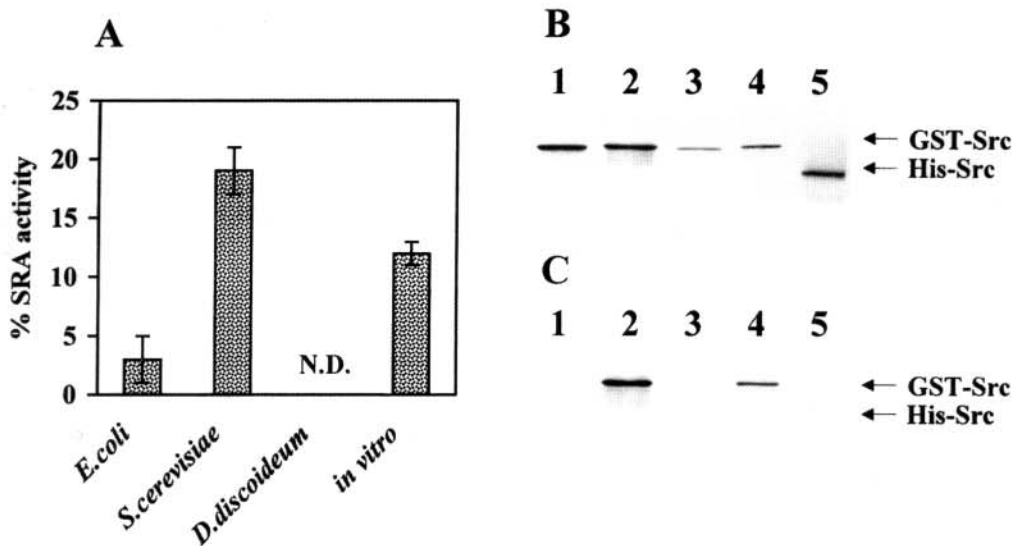 A
% SRA activity
25
20
15
10
5
0
N.D.
E.coli
S.cerevisiae
D.discoideum
in vitro
B
1 2 3 4 5
GST-Src
His-Src
C
1 2 3 4 5
GST-Src
His-Src